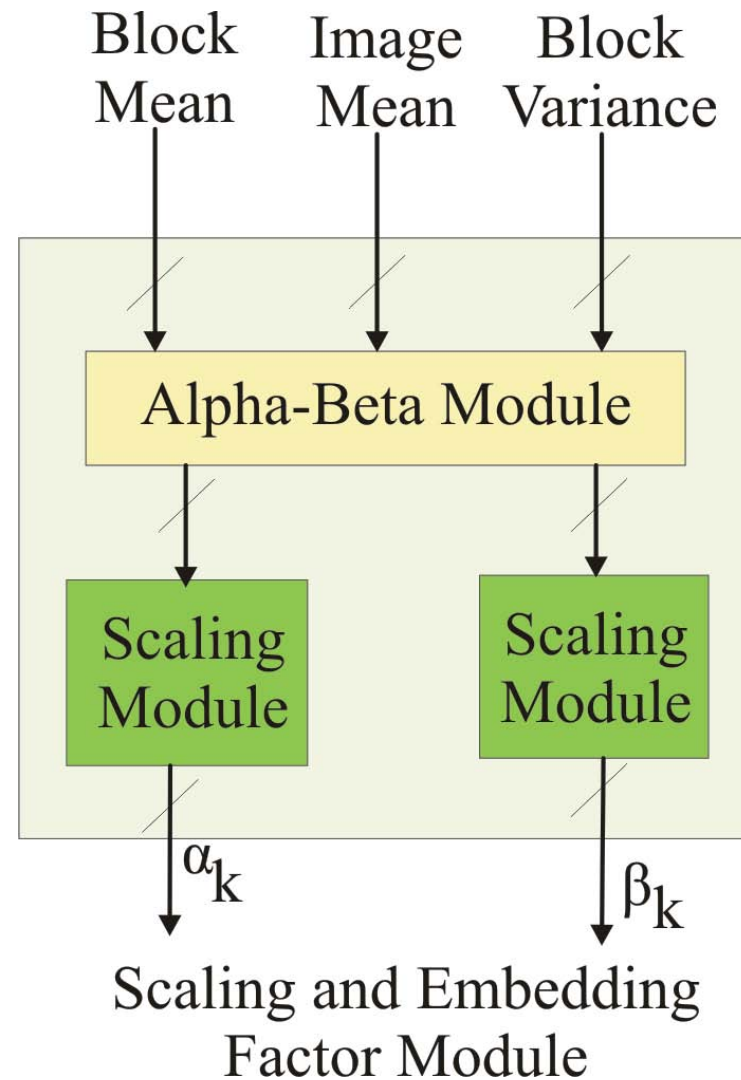 Block Mean
Image Mean
Block Variance
Alpha-Beta Module
Scaling Module
Scaling Module
αk
βk
Scaling and Embedding
Factor Module